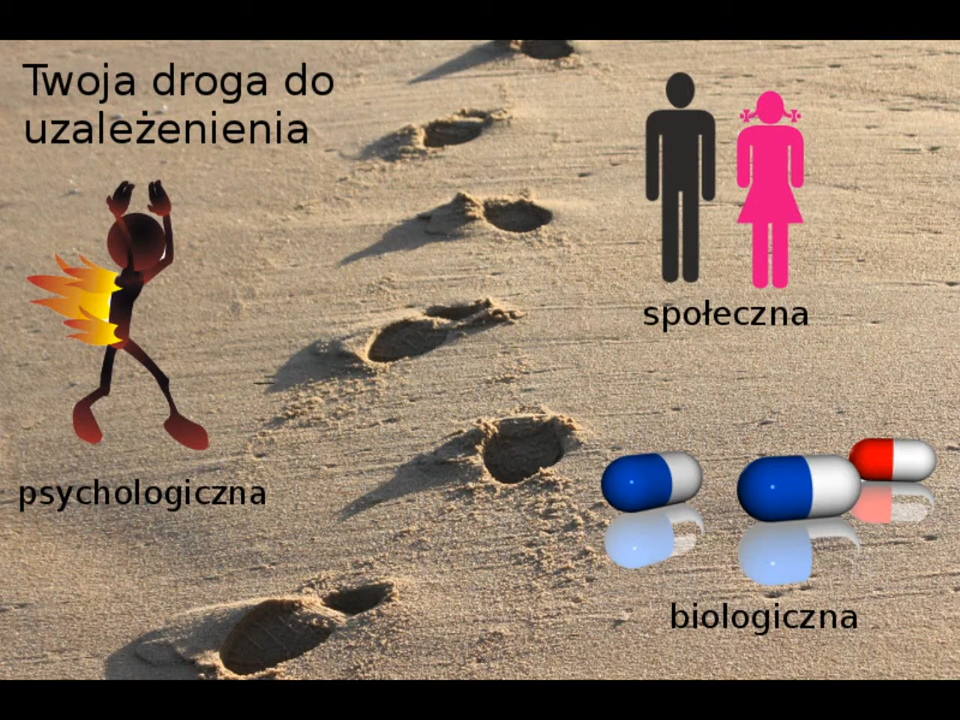 Twoja droga do
uzależenienia
społeczna
psychologiczna
biologiczna